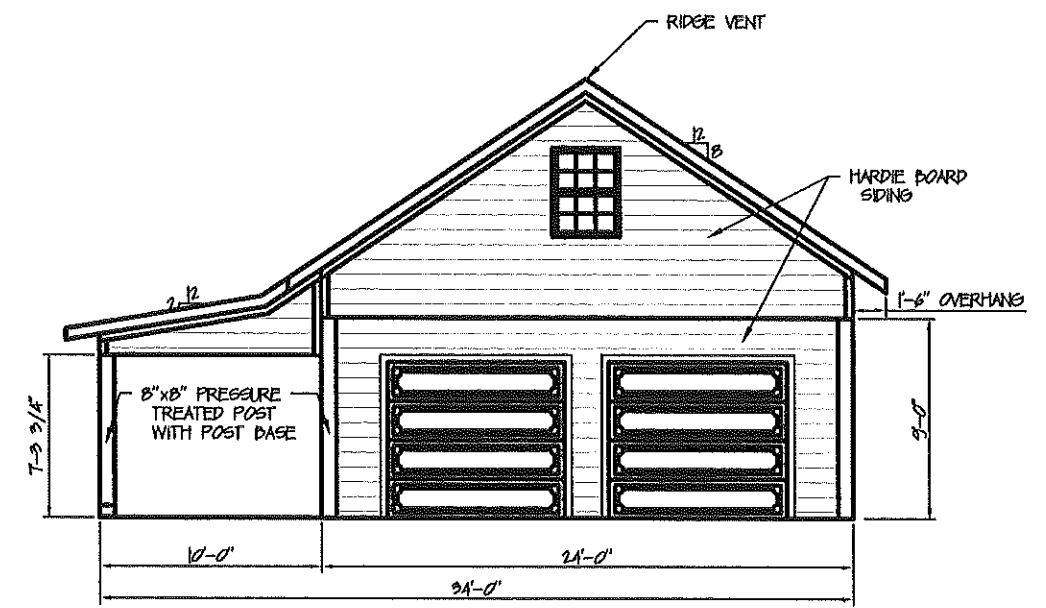 RIDGE VENT
12
8
HARDIE BOARD
SIDING
12
2
1'-6" OVERHANG
8"x8" PRESSURE
TREATED POST
WITH POST BASE
7-3 3/4"
9'-0"
10'-0"
24'-0"
34'-0"